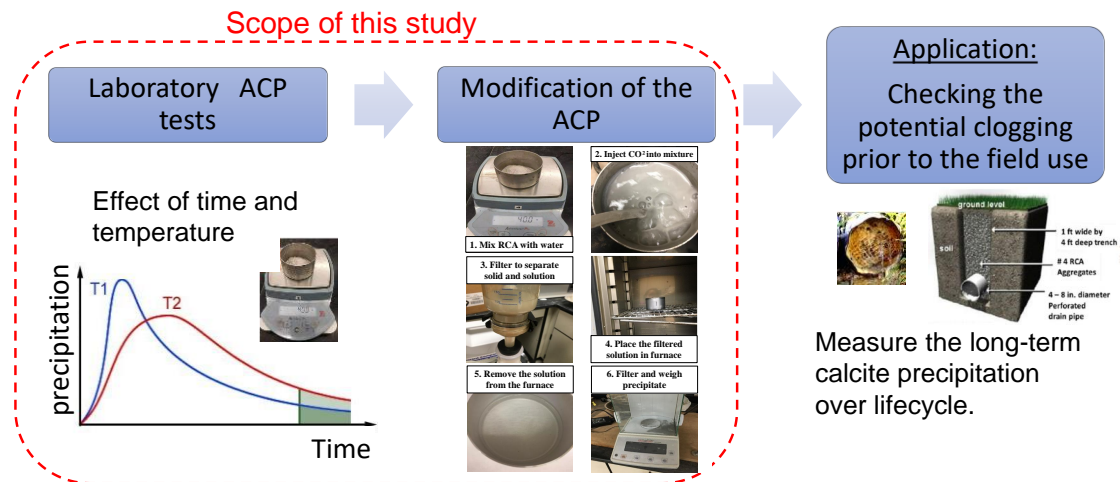 Scope of this study
Laboratory ACP
tests
Effect of time and
temperature
precipitation
T1
T2
Time
Modification of the
ACP
1. Mix RCA with water
2. Inject CO² into mixture
3. Filter to separate
solid and solution
4. Place the filtered
solution in furnace
5. Remove the solution
from the furnace
6. Filter and weigh
precipitate
Application:
Checking the
potential clogging
prior to the field use
ground level
soil
1 ft wide by
4 ft deep trench
# 4 RCA
Aggregates
4 – 8 in. diameter
Perforated
drain pipe
Measure the long-term
calcite precipitation
over lifecycle.